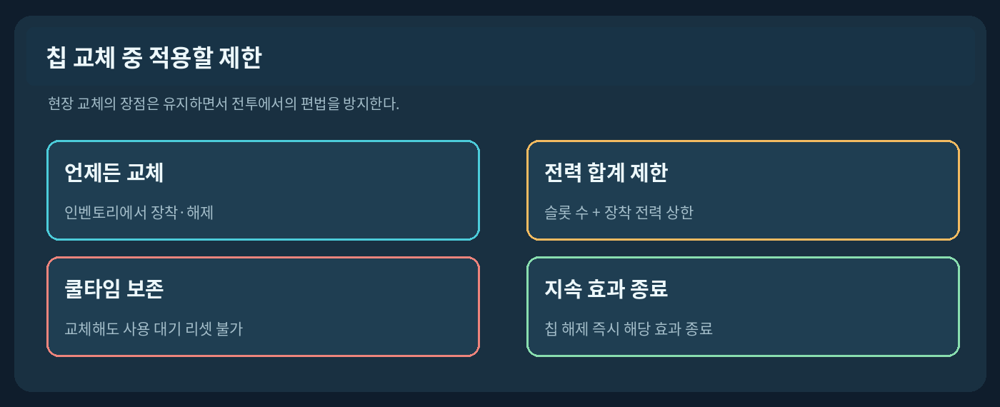 칩 교체 중 적용할 제한
현장 교체의 장점은 유지하면서 전투에서의 편법을 방지한다.
언제든 교체
인벤토리에서 장착·해제
전력 합계 제한
슬롯 수 + 장착 전력 상한
쿨타임 보존
교체해도 사용 대기 리셋 불가
지속 효과 종료
칩 해제 즉시 해당 효과 종료